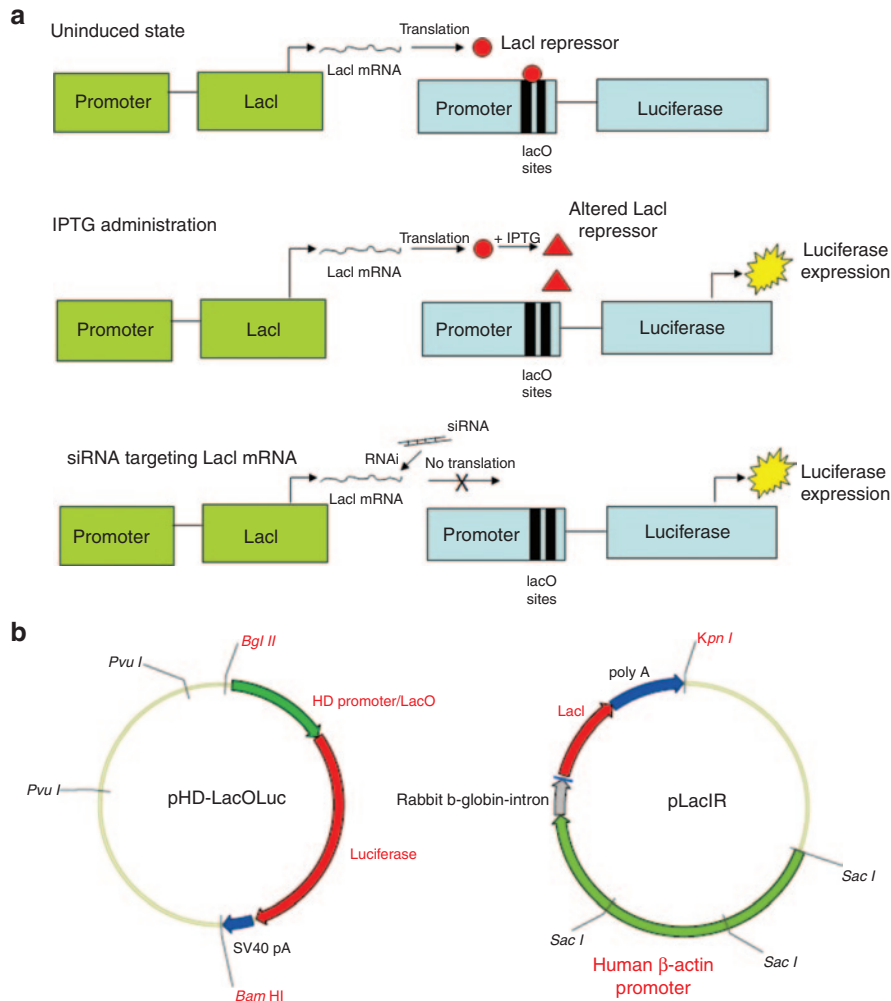 a
Uninduced state
Translation
LacI repressor
LacI mRNA
Promoter
LacI
Promoter
Luciferase
lacO
sites
IPTG administration
Translation
+ IPTG
Altered LacI
repressor
LacI mRNA
Luciferase
expression
Promoter
LacI
Promoter
Luciferase
lacO
sites
siRNA targeting LacI mRNA
siRNA
RNAi
No translation
LacI mRNA
Luciferase
expression
Promoter
LacI
Promoter
Luciferase
lacO
sites
b
Pvu I
Bgl II
HD promoter/LacO
Pvu I
pHD-LacOLuc
Luciferase
SV40 pA
Bam HI
Kpn I
poly A
LacI
Rabbit b-globin-intron
pLacIR
Sac I
Sac I
Sac I
Human β-actin
promoter